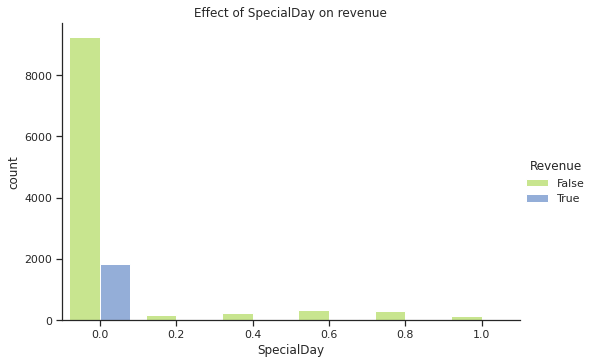 Effect of SpecialDay on revenue
8000
6000
4000
2000
0
count
0.0 0.2 0.4 0.6 0.8 1.0
SpecialDay
Revenue
False
True